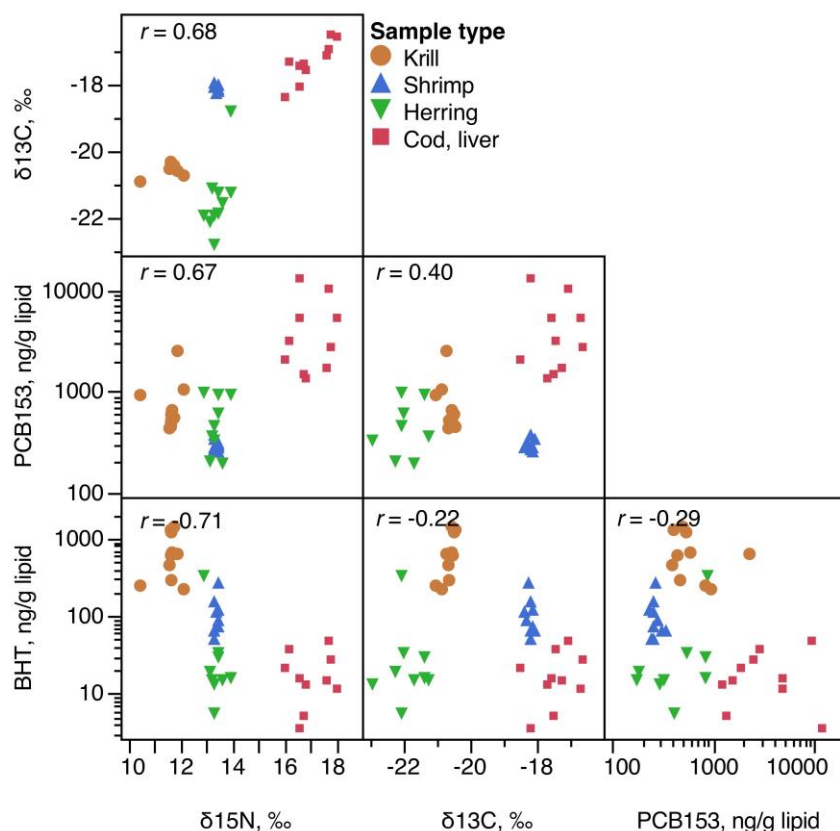 r = 0.68
Sample type
Krill
Shrimp
Herring
Cod, liver
δ13C, ‰
-18
-20
-22
r = 0.67
r = 0.40
PCB153, ng/g lipid
10000
1000
100
r = -0.71
r = -0.22
r = -0.29
BHT, ng/g lipid
1000
100
10
10 12 14 16 18
-22 -20 -18
100 1000 10000
δ15N, ‰
δ13C, ‰
PCB153, ng/g lipid